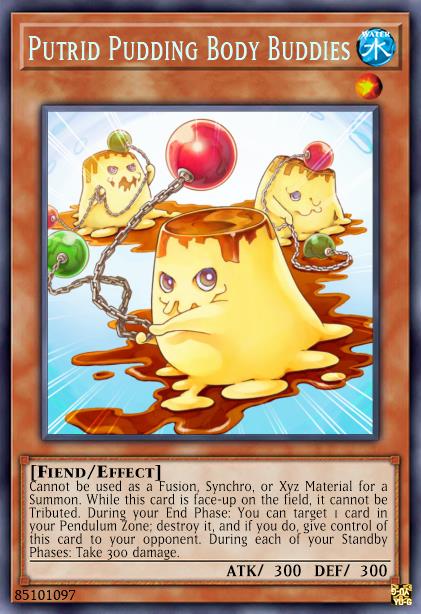 Putrid Pudding Body Buddies
WATER
水
[Fiend/Effect]
Cannot be used as a Fusion, Synchro, or Xyz Material for a
Summon. While this card is face-up on the field, it cannot be
Tributed. During your End Phase: You can target 1 card in
your Pendulum Zone; destroy it, and if you do, give control of
this card to your opponent. During each of your Standby
Phases: Take 300 damage.
ATK/ 300 DEF/ 300
85101097